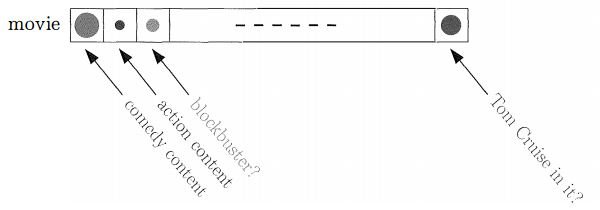 movie
comedy content
action content
blockbuster?
Tom Cruise in it?